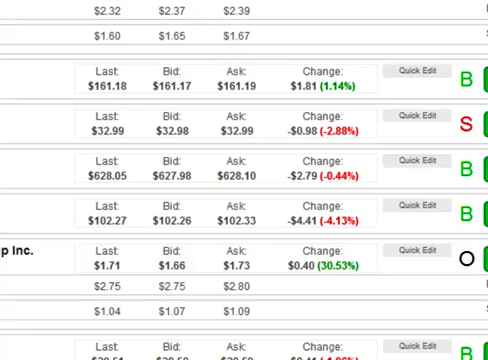 $2.32 $2.37 $2.39
$1.60 $1.65 $1.67
Last: Bid: Ask: Change: Quick Edit
$161.18 $161.17 $161.19 $1.81 (1.14%) B
Last: Bid: Ask: Change: Quick Edit
$32.99 $32.98 $32.99 -$0.98 (-2.88%) S
Last: Bid: Ask: Change: Quick Edit
$628.05 $627.98 $628.10 -$2.79 (-0.44%) B
Last: Bid: Ask: Change: Quick Edit
$102.27 $102.26 $102.33 -$4.41 (-4.13%) B
p Inc. Last: Bid: Ask: Change: Quick Edit
$1.71 $1.66 $1.73 $0.40 (30.53%) O
$2.75 $2.75 $2.80
$1.04 $1.07 $1.09
Last: Bid: Ask: Change: Quick Edit
B